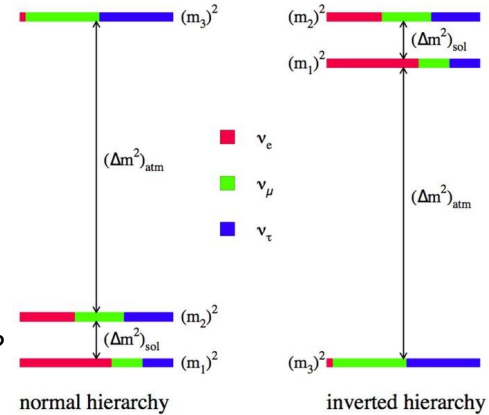 (m₃)²
(m₂)²
(Δm²)sol
(m₁)²
(Δm²)atm
νe
νμ
ντ
(Δm²)atm
(m₂)²
(Δm²)sol
(m₁)²
(m₃)²
normal hierarchy
inverted hierarchy